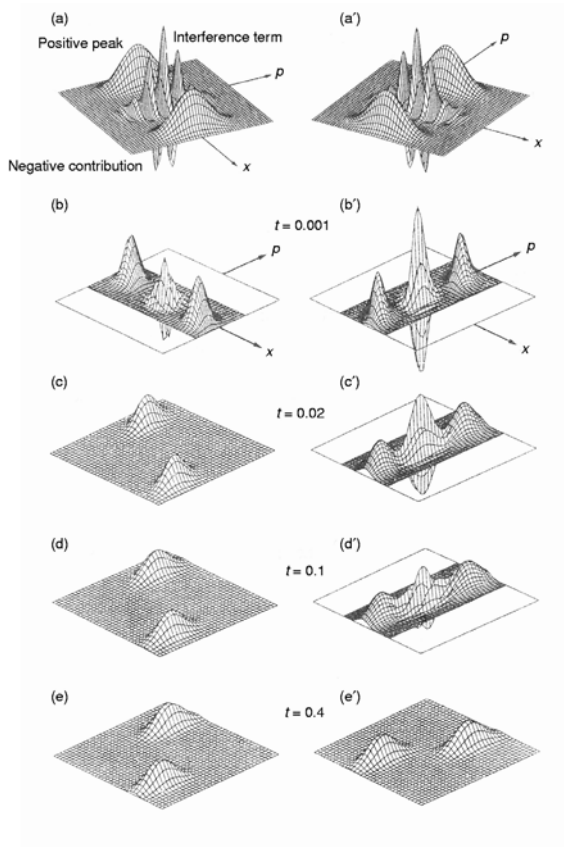 (a)
(a′)
Positive peak
Interference term
p
p
x
x
Negative contribution
(b)
(b′)
t = 0.001
p
p
x
x
(c)
(c′)
t = 0.02
(d)
(d′)
t = 0.1
(e)
(e′)
t = 0.4